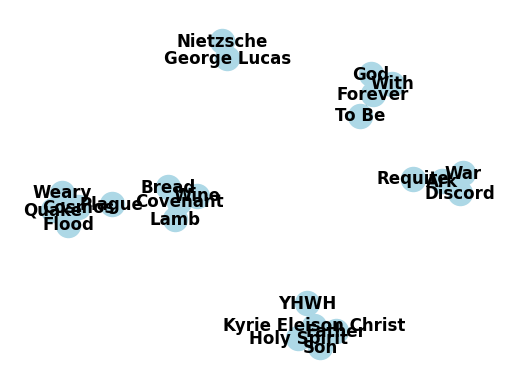 Nietzsche
George Lucas
God
With
Forever
To Be
Requite
War
Ark
Discord
Weary
Quake
Cosmos
Plague
Flood
Bread
Wine
Covenant
Lamb
YHWH
Kyrie Eleison
Christ
Father
Holy Spirit
Son